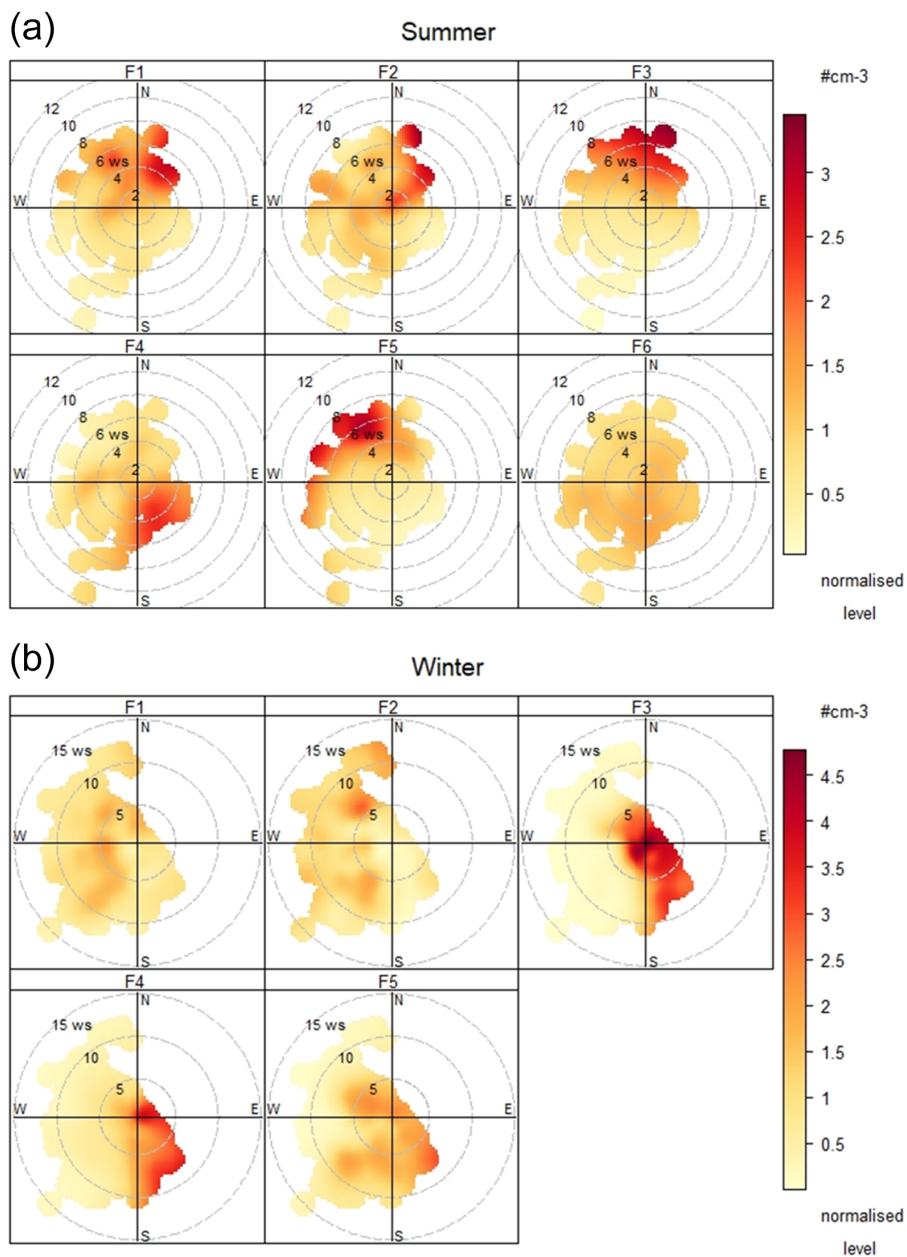 (a)
Summer
F1 F2 F3
N N N
12 12 12
10 10 10
8 8 8
6 ws 6 ws 6 ws
4 4 4
2 2 2
W E W E W E
S S S
F4 F5 F6
N N N
12 12 12
10 10 10
8 8 8
6 ws 6 ws 6 ws
4 4 4
2 2 2
W E W E W E
S S S
#cm-3
3
2.5
2
1.5
1
0.5
normalised
level
(b)
Winter
F1 F2 F3
N N N
15 ws 15 ws 15 ws
10 10 10
5 5 5
W E W E W E
S S S
F4 F5
N N
15 ws 15 ws
10 10
5 5
W E W E
S S
#cm-3
4.5
4
3.5
3
2.5
2
1.5
1
0.5
normalised
level